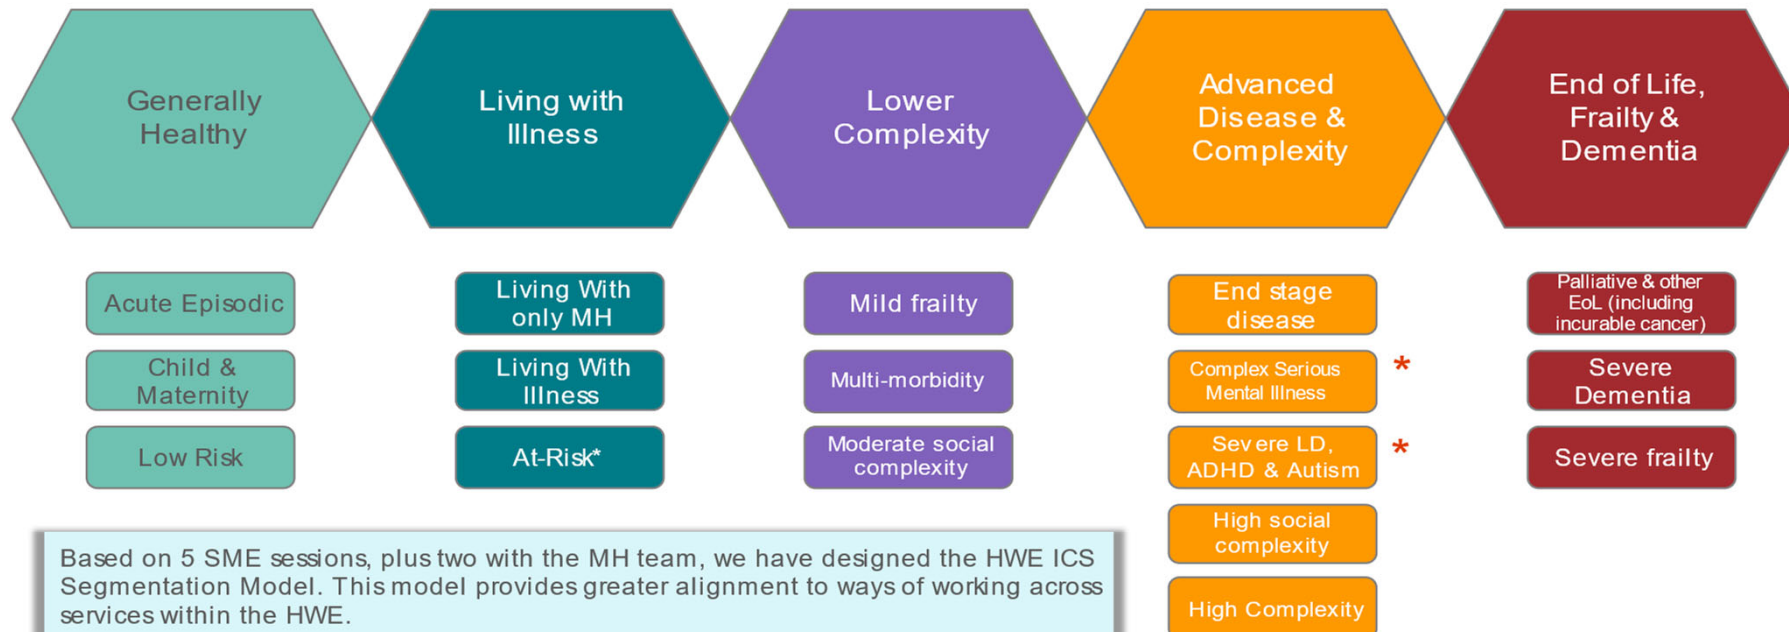 Generally
Healthy
Living with
Illness
Lower
Complexity
Advanced
Disease &
Complexity
End of Life,
Frailty &
Dementia
Acute Episodic
Child &
Maternity
Low Risk
Living With
only MH
Living With
Illness
At-Risk*
Mild frailty
Multi-morbidity
Moderate social
complexity
End stage
disease
Complex Serious
Mental Illness
*
Severe LD,
ADHD & Autism
*
High social
complexity
High Complexity
Palliative & other
EoL (including
incurable cancer)
Severe
Dementia
Severe frailty
Based on 5 SME sessions, plus two with the MH team, we have designed the HWE ICS
Segmentation Model. This model provides greater alignment to ways of working across
services within the HWE.